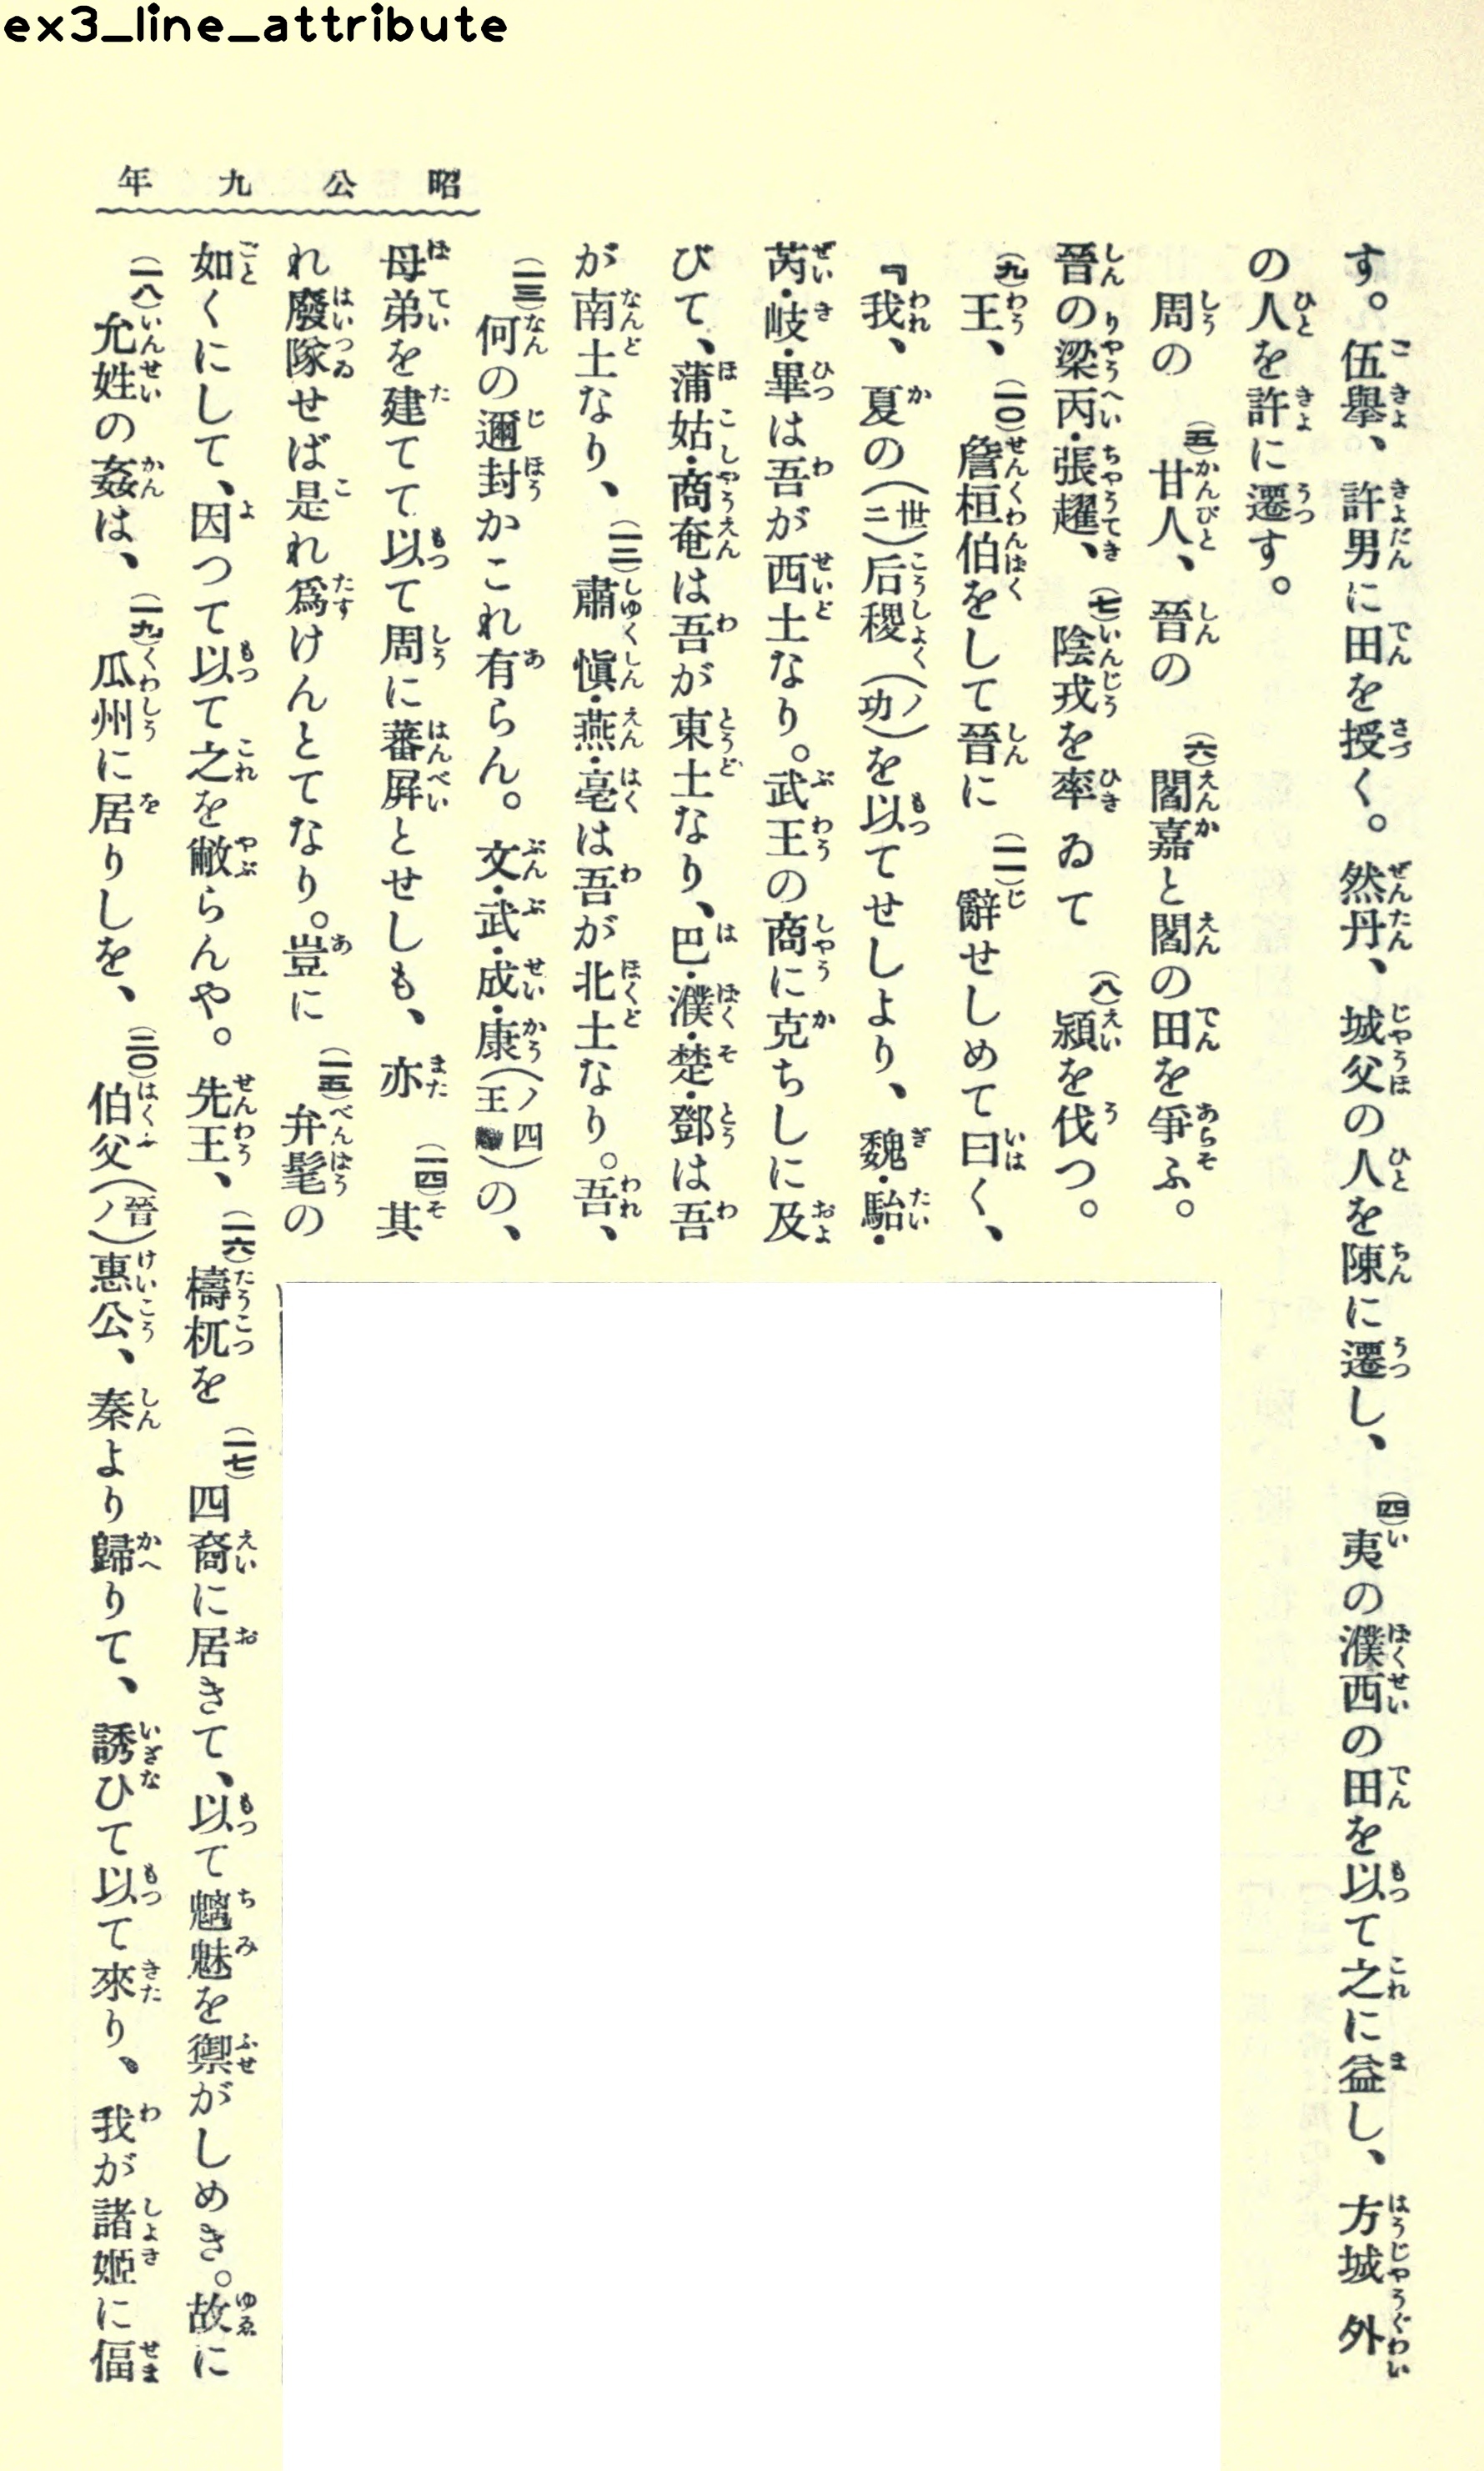 ex3_line_attribute
昭公九年
す。伍擧、許男に田を授く。然丹、城父の人を陳に遷し、(四)夷の濮西の田を以て之に益し、方城外
の人を許に遷す。
周の(五)甘人、晉の(六)閻嘉と閻の田を爭ふ。
晉の梁丙・張趯、(七)陰戎を率ゐて(八)潁を伐つ。
(九)王、(一〇)詹桓伯をして晉に(一一)辭せしめて曰く、
『我、夏の(世ニ)后稷(ノ功)を以てせしより、魏・駘・
芮・岐・畢は吾が西土なり。武王の商に克ちしに及
びて、蒲姑・商奄は吾が東土なり、巴・濮・楚・鄧は吾
が南土なり、(一二)肅愼・燕・亳は吾が北土なり。吾、
(一三)何の邇封かこれ有らん。文・武・成・康(ノ四王)の、
母弟を建てて以て周に蕃屛とせしも、亦(一四)其
れ廢隊せば是れ爲けんとてなり。豈に(一五)弁髦の
如くにして、因つて以て之を敝らんや。先王、(一六)檮杌を(一七)四裔に居きて、以て魑魅を禦がしめき。故に
(一八)允姓の姦は、(一九)瓜州に居りしを、(二〇)伯父(晉ノ)惠公、秦より歸りて、誘ひて以て來り、我が諸姬に偪